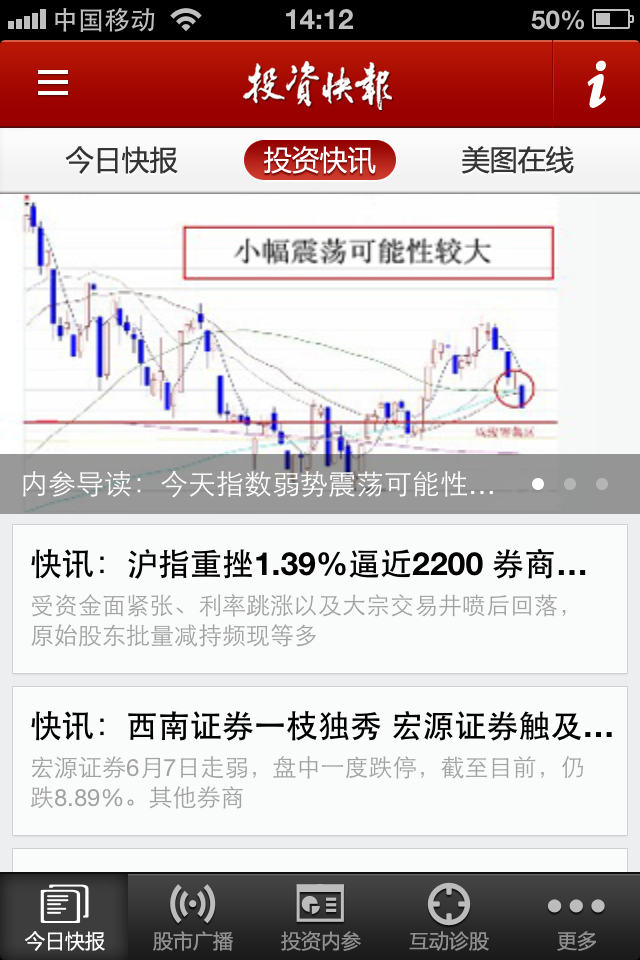 中国移动 14:12 50%
投资快報 i
今日快报 投资快讯 美图在线
小幅震荡可能性较大
内参导读：今天指数弱势震荡可能性...
快讯：沪指重挫1.39%逼近2200 券商...
受资金面紧张、利率跳涨以及大宗交易井喷后回落，
原始股东批量减持频现等多
快讯：西南证券一枝独秀 宏源证券触及...
宏源证券6月7日走弱，盘中一度跌停，截至目前，仍
跌8.89%。其他券商
今日快报 股市广播 投资内参 互动诊股 更多